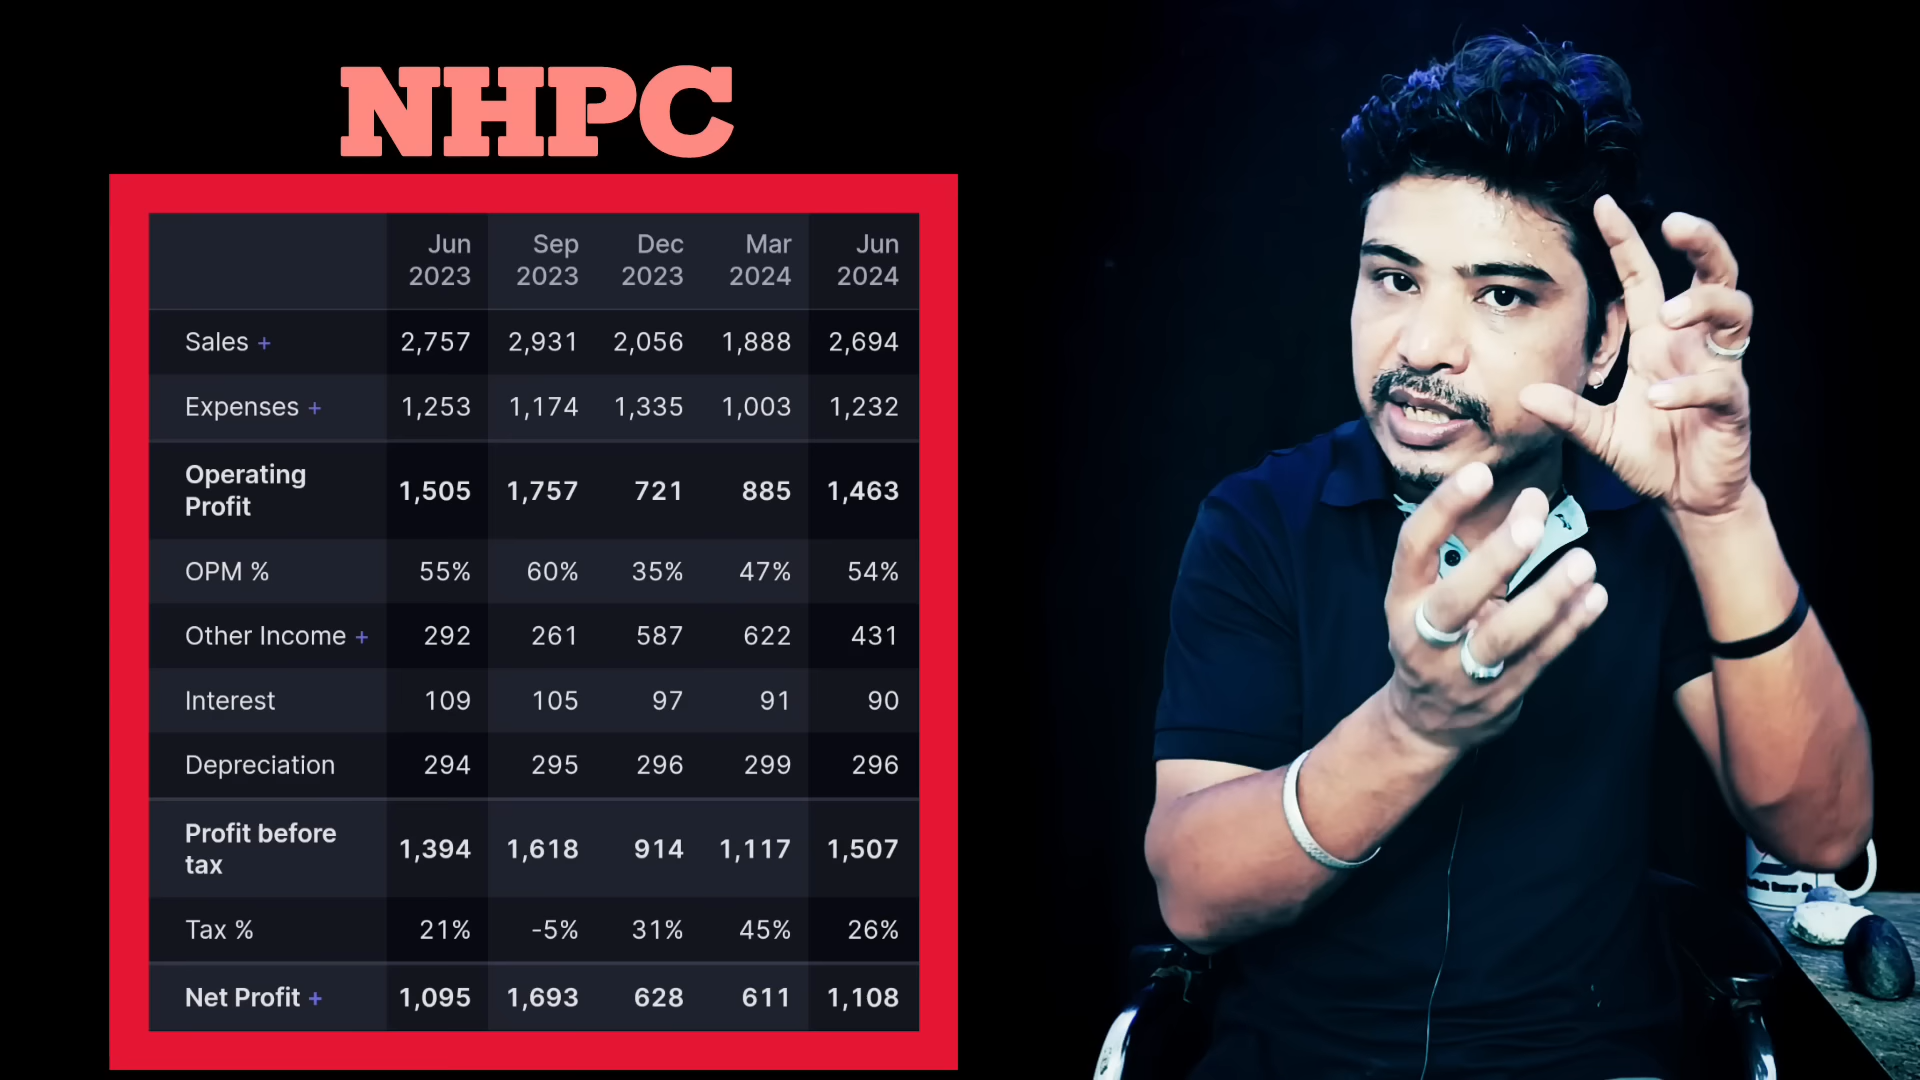 NHPC
Jun 2023 Sep 2023 Dec 2023 Mar 2024 Jun 2024
Sales + 2,757 2,931 2,056 1,888 2,694
Expenses + 1,253 1,174 1,335 1,003 1,232
Operating Profit 1,505 1,757 721 885 1,463
OPM % 55% 60% 35% 47% 54%
Other Income + 292 261 587 622 431
Interest 109 105 97 91 90
Depreciation 294 295 296 299 296
Profit before tax 1,394 1,618 914 1,117 1,507
Tax % 21% -5% 31% 45% 26%
Net Profit + 1,095 1,693 628 611 1,108